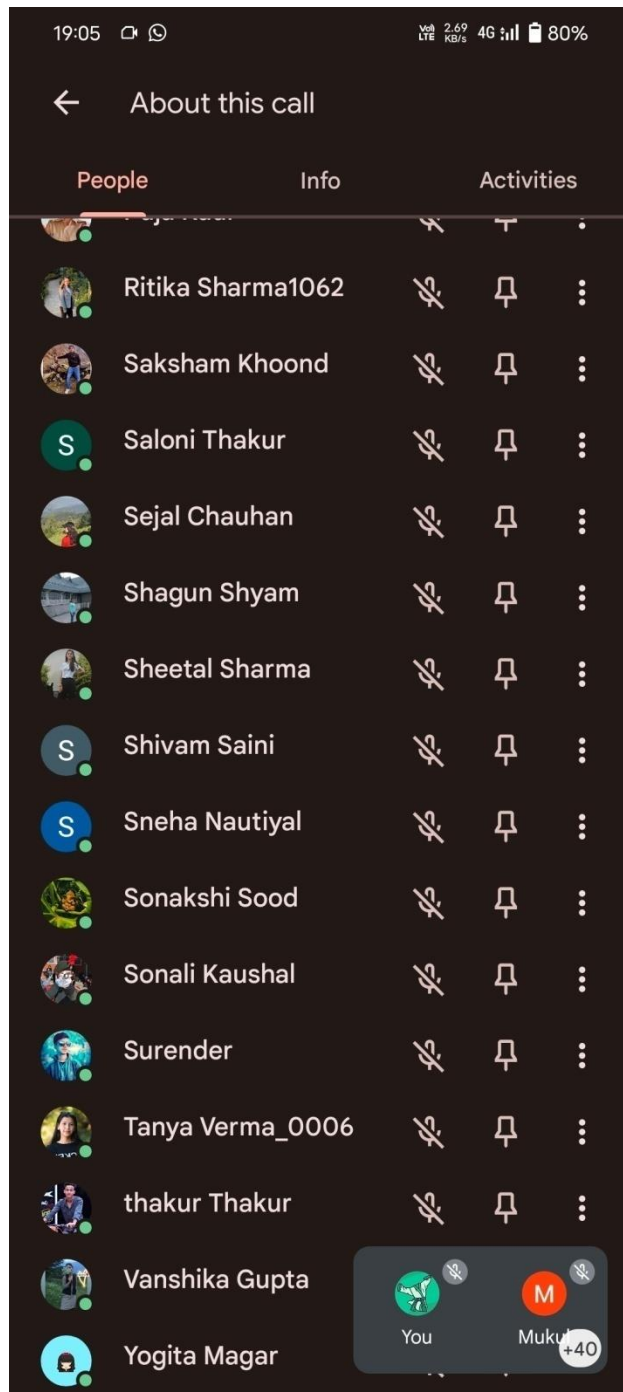 19:05 Vo) LTE 2.69 KB/s 4G 80%
About this call
People Info Activities
Ritika Sharma1062
Saksham Khoond
S Saloni Thakur
Sejal Chauhan
Shagun Shyam
Sheetal Sharma
S Shivam Saini
S Sneha Nautiyal
Sonakshi Sood
Sonali Kaushal
Surender
Tanya Verma_0006
thakur Thakur
Vanshika Gupta
M
You +40
Yogita Magar